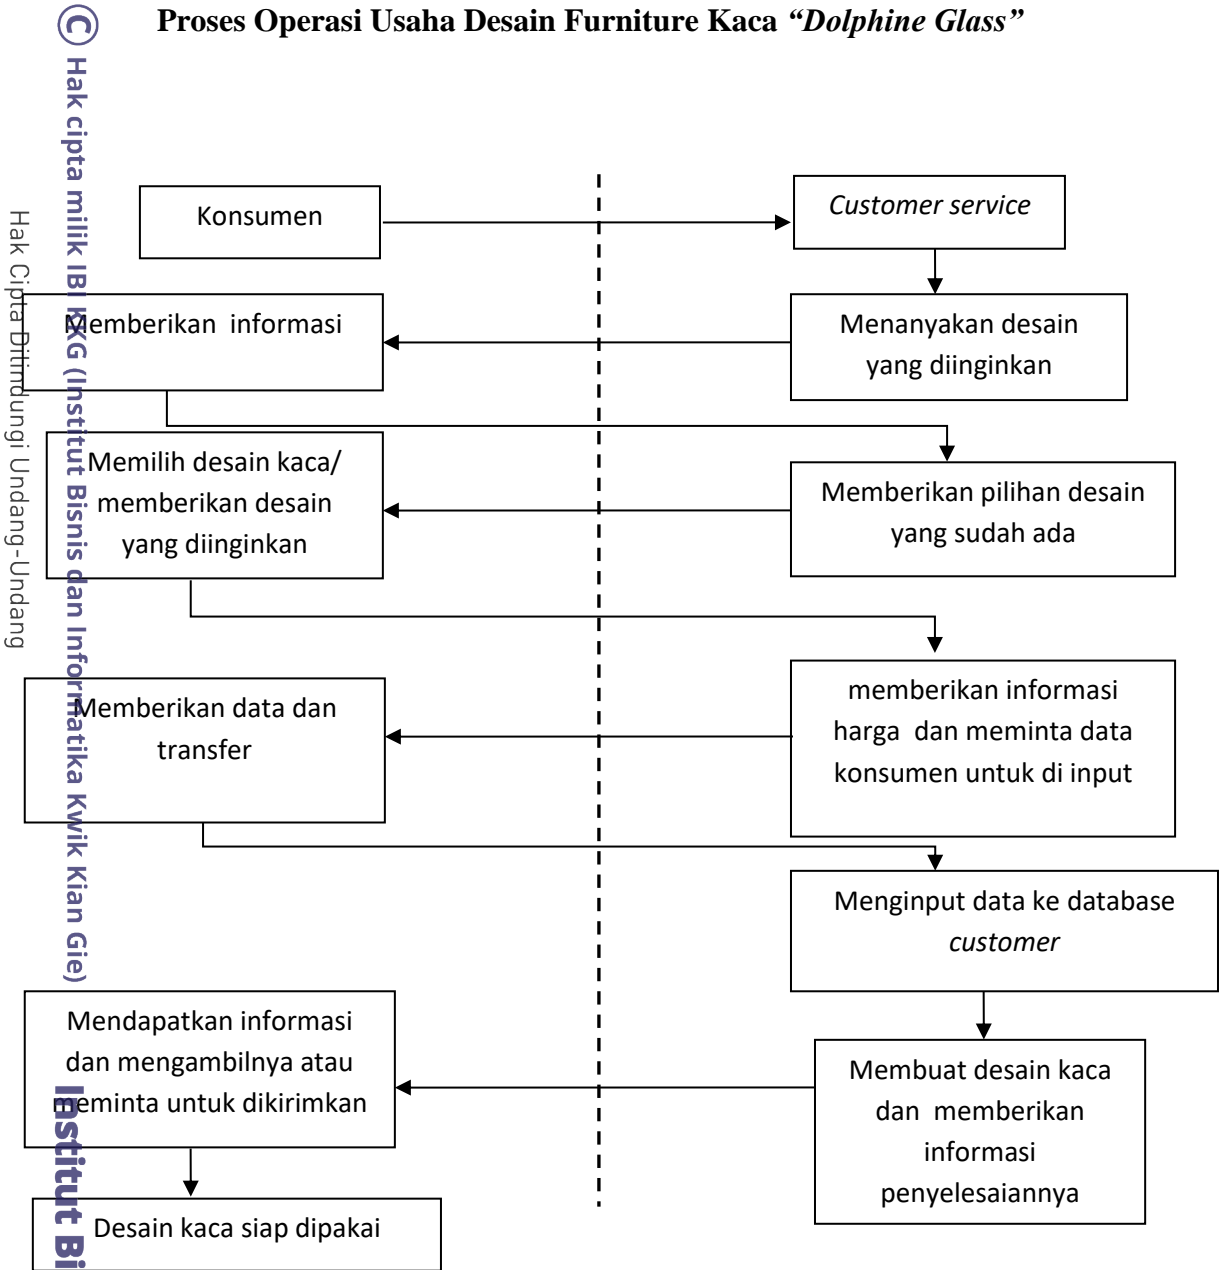 Proses Operasi Usaha Desain Furniture Kaca “Dolphine Glass”
© Hak cipta milik IBI KKG (Institut Bisnis dan Informatika Kwik Kian Gie)
Hak Cipta Dilindungi Undang-Undang
Konsumen
Customer service
Menanyakan desain
yang diinginkan
Memberikan informasi
Memberikan pilihan desain
yang sudah ada
Memilih desain kaca/
memberikan desain
yang diinginkan
memberikan informasi
harga dan meminta data
konsumen untuk di input
Memberikan data dan
transfer
Menginput data ke database
customer
Membuat desain kaca
dan memberikan
informasi
penyelesaiannya
Mendapatkan informasi
dan mengambilnya atau
meminta untuk dikirimkan
Desain kaca siap dipakai
Institut Bi